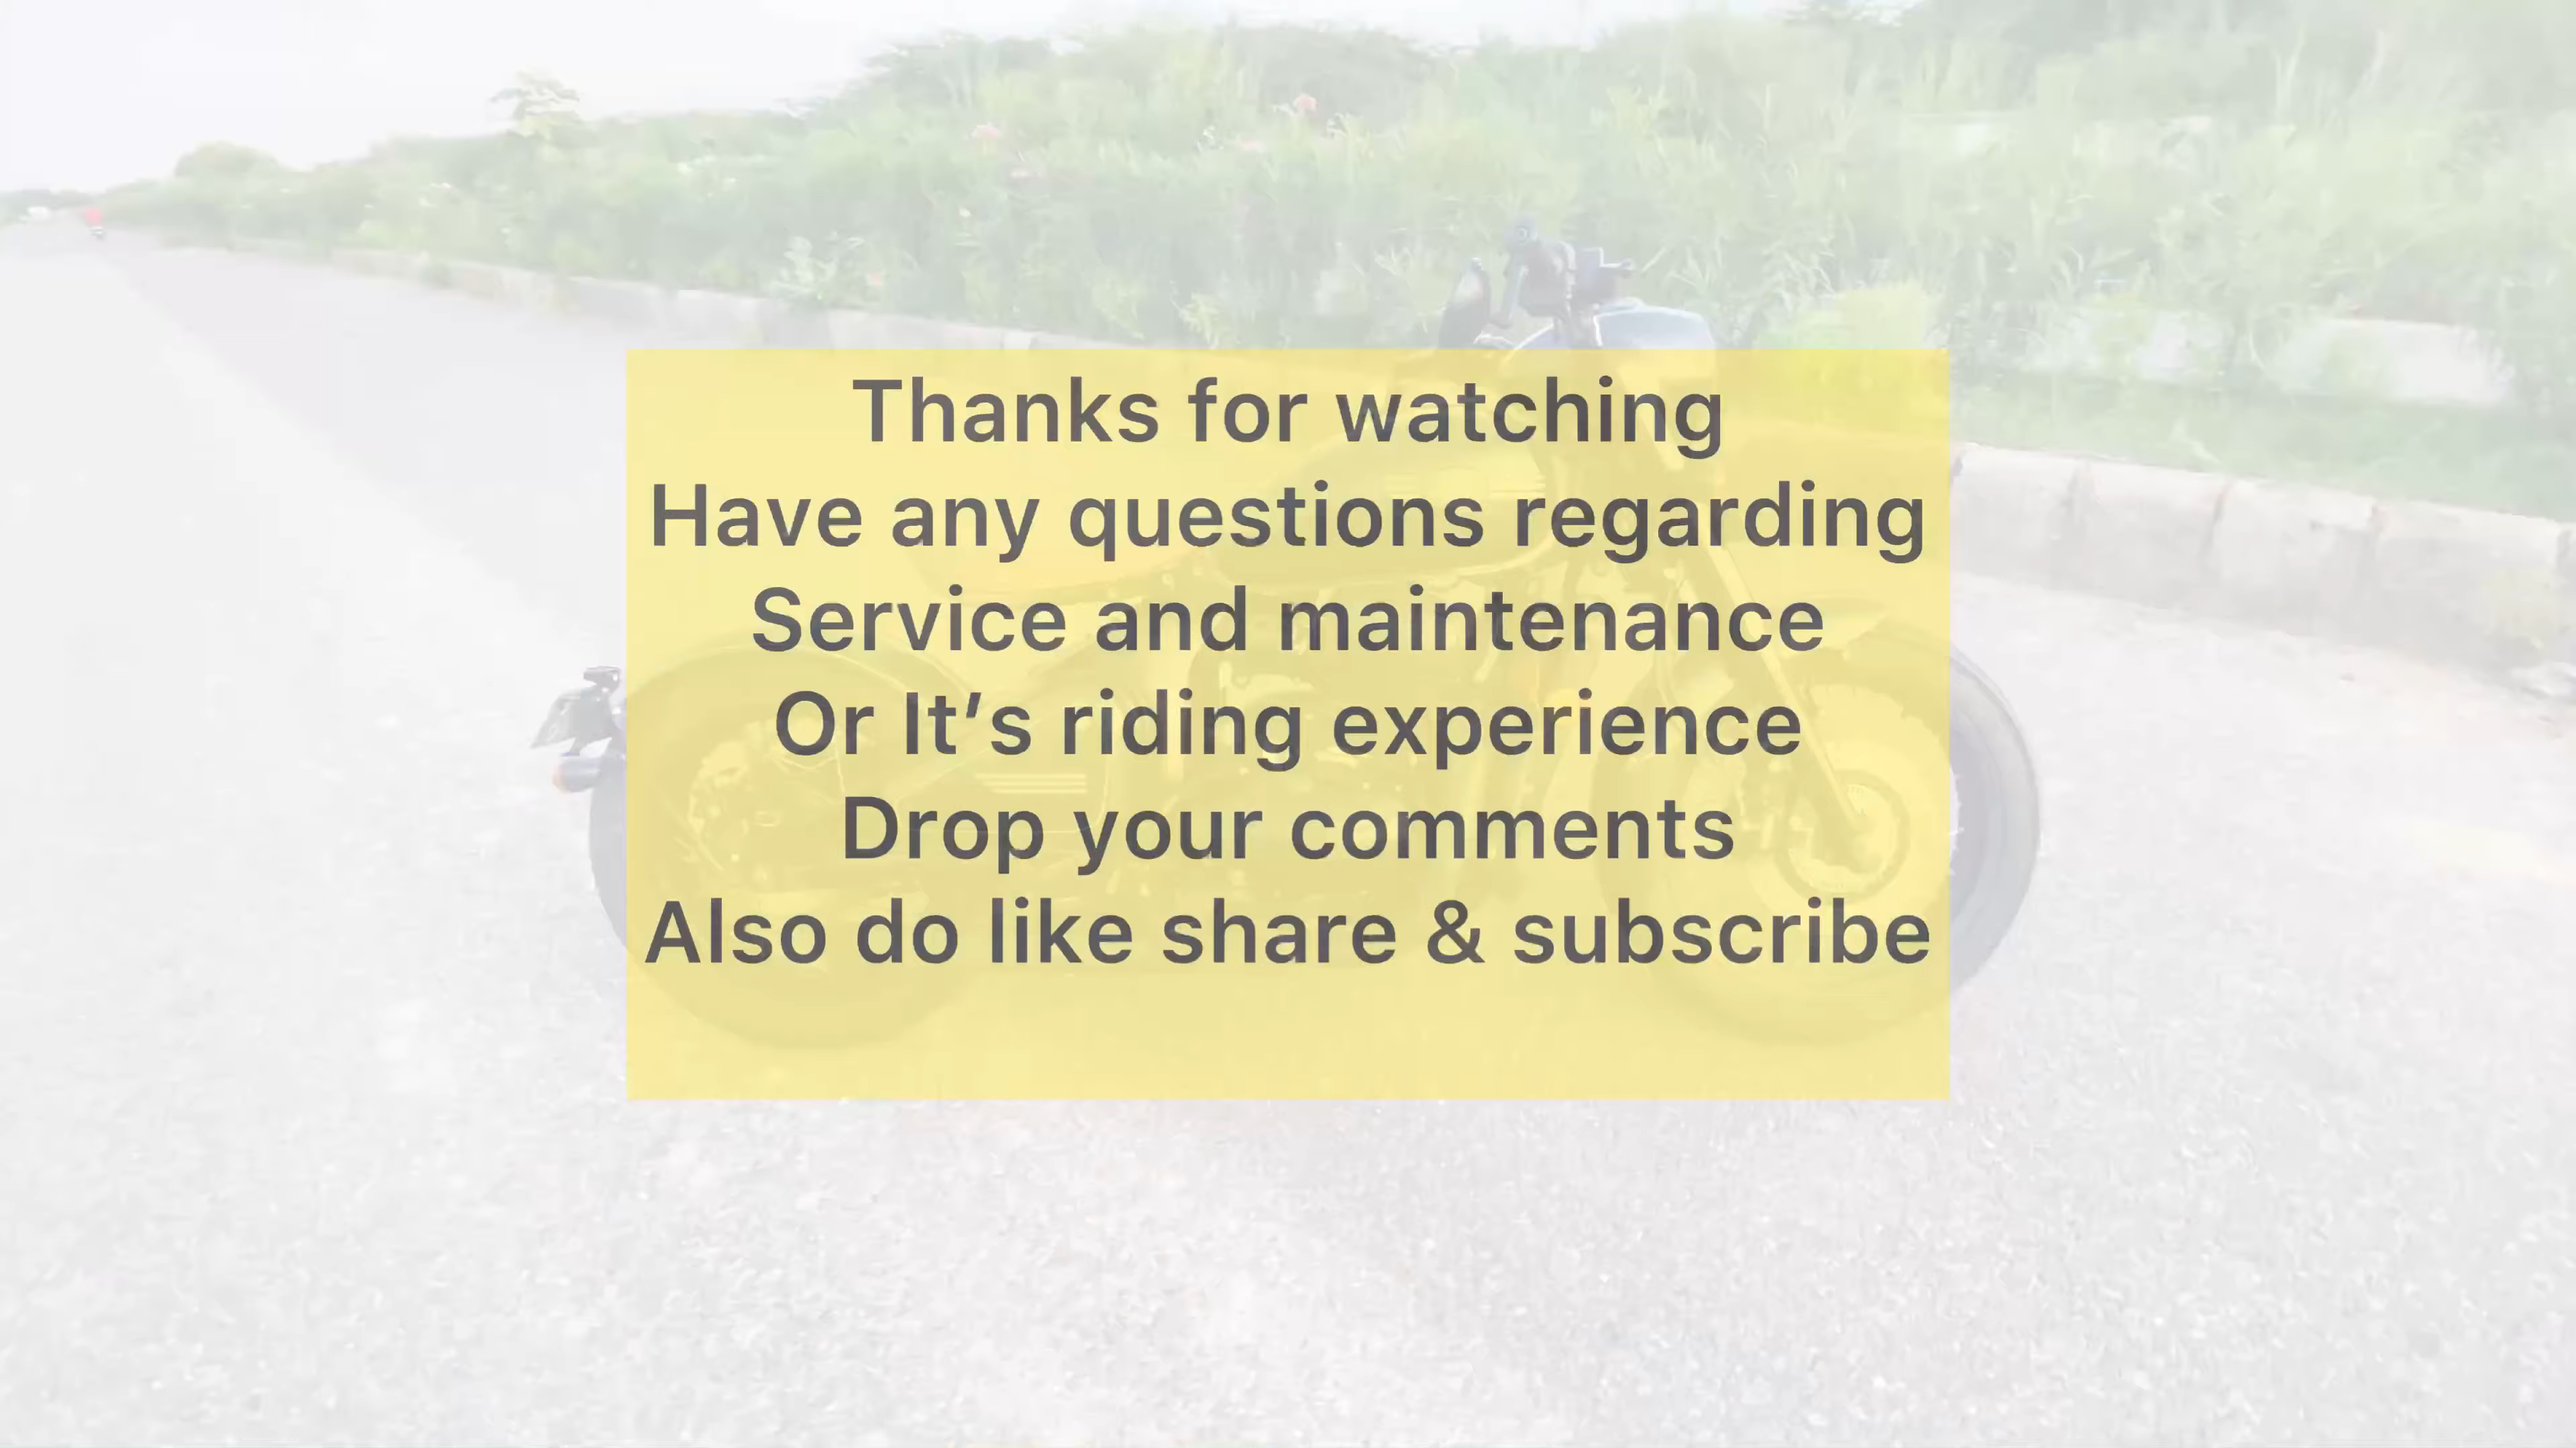 Thanks for watching
Have any questions regarding
Service and maintenance
Or It’s riding experience
Drop your comments
Also do like share & subscribe